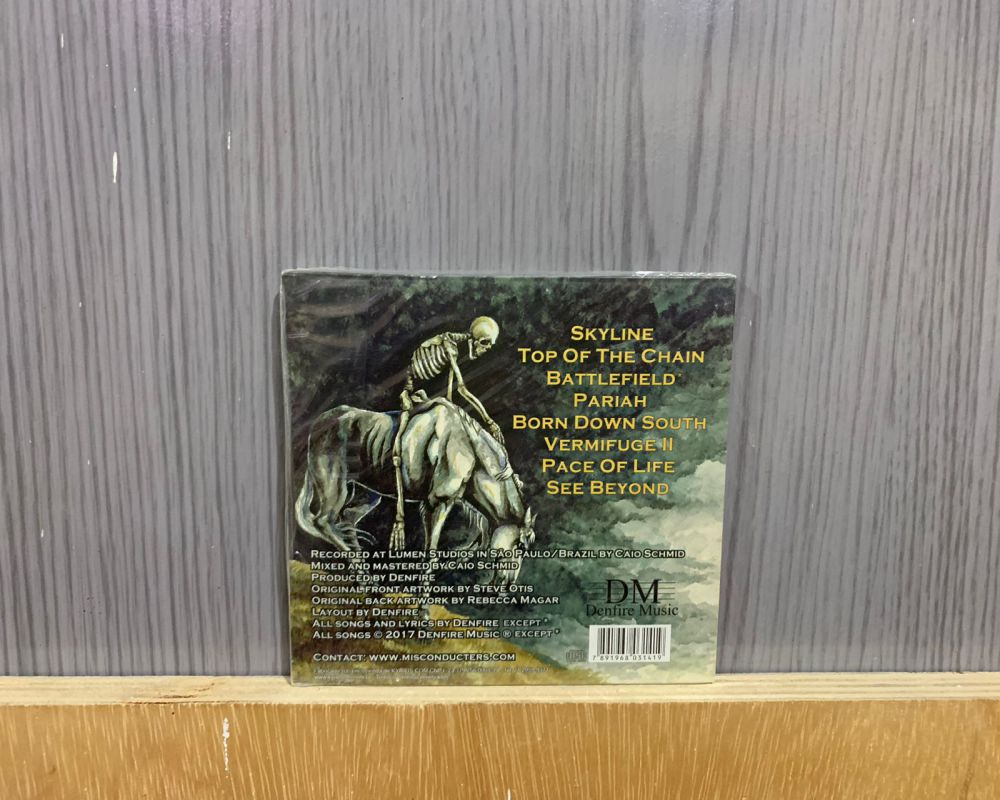 SKYLINE
TOP OF THE CHAIN
BATTLEFIELD*
PARIAH
BORN DOWN SOUTH
VERMIFUGE II
PACE OF LIFE
SEE BEYOND
RECORDED AT LUMEN STUDIOS IN SÃO PAULO/BRAZIL BY CAIO SCHMID
MIXED AND MASTERED BY CAIO SCHMID
PRODUCED BY DENFIRE
ORIGINAL FRONT ARTWORK BY STEVE OTIS
ORIGINAL BACK ARTWORK BY REBECCA MAGAR
LAYOUT BY DENFIRE
ALL SONGS AND LYRICS BY DENFIRE EXCEPT *
ALL SONGS © 2017 DENFIRE MUSIC ® EXCEPT *
CONTACT: WWW.MISCONDUCTERS.COM
DM
Denfire Music
7 891968 031419